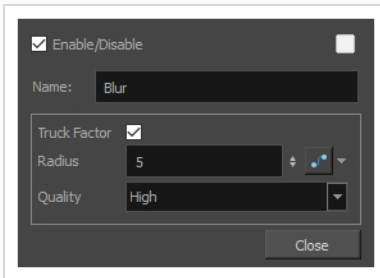 Enable/Disable
Name: Blur
Truck Factor
Radius 5
Quality High
Close